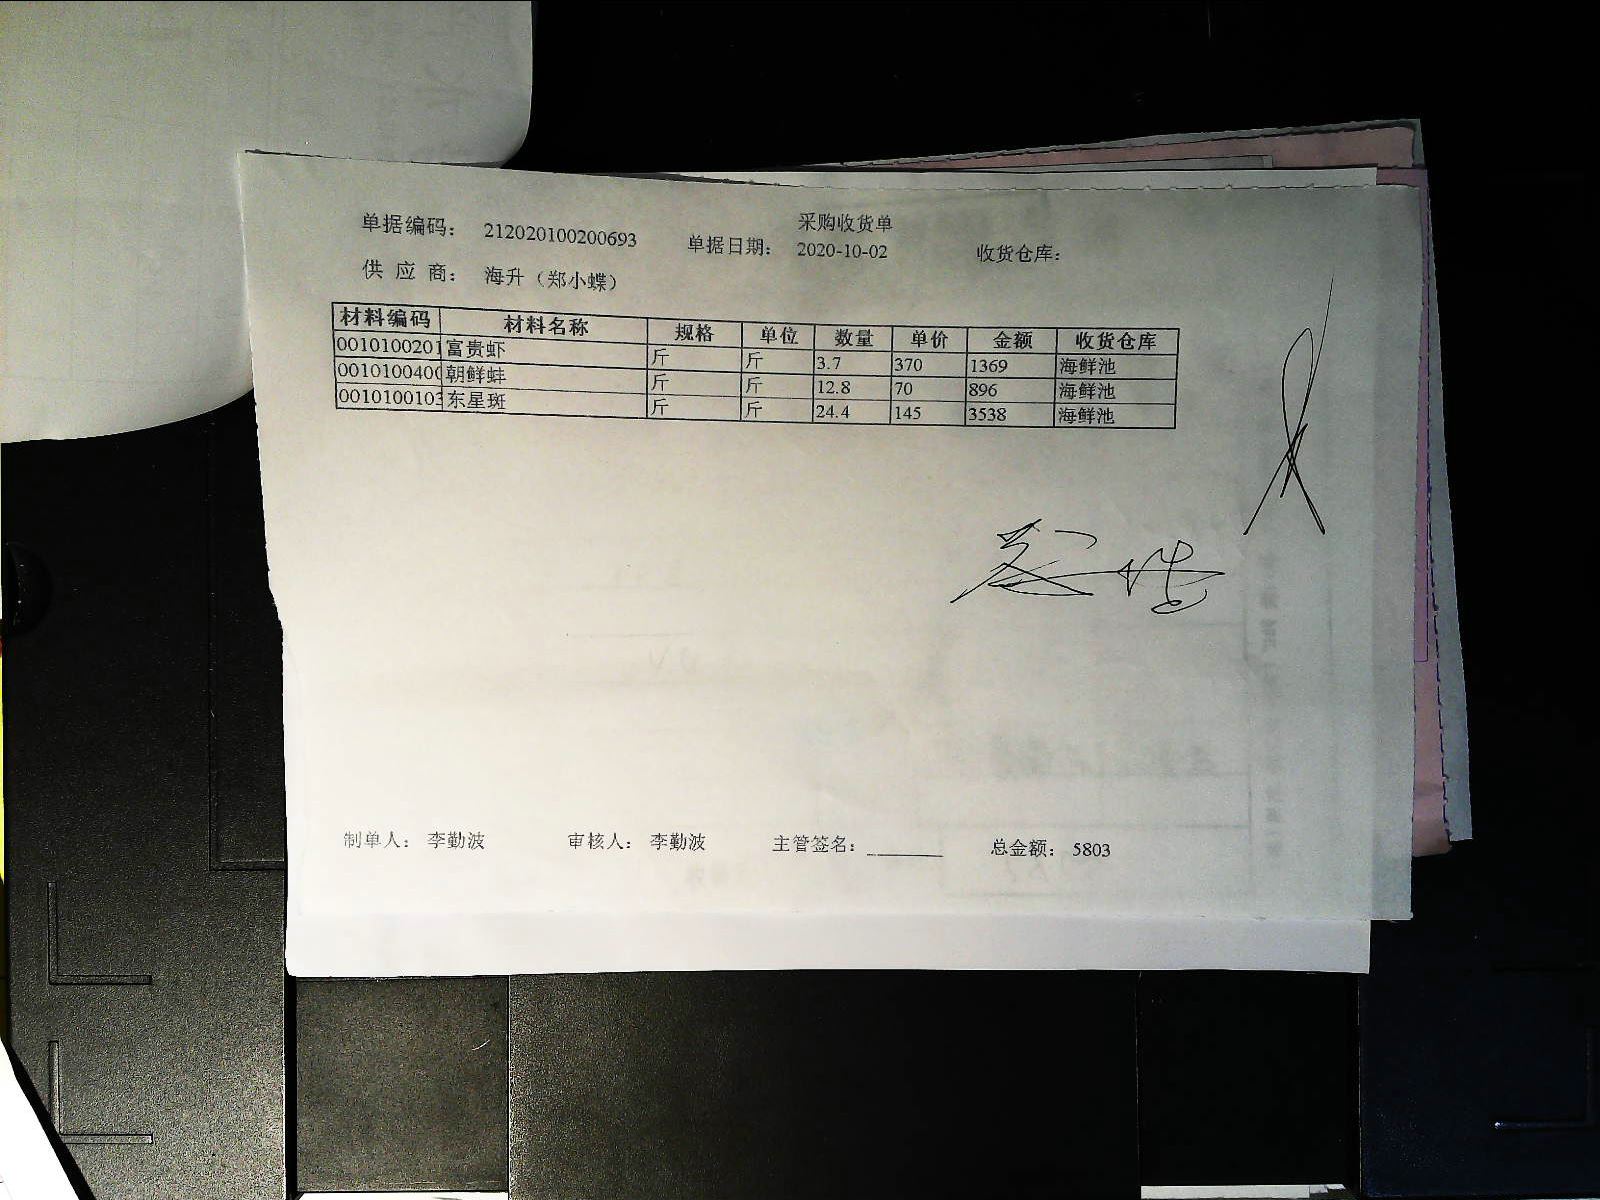 采购收货单
单据编码： 212020100200693 单据日期： 2020-10-02 收货仓库：
供 应 商： 海升（郑小蝶）
材料编码 材料名称 规格 单位 数量 单价 金额 收货仓库
0010100201 富贵虾 斤 斤 3.7 370 1369 海鲜池
001010040 朝鲜蚌 斤 斤 12.8 70 896 海鲜池
0010100103 东星斑 斤 斤 24.4 145 3538 海鲜池
制单人： 李勤波 审核人： 李勤波 主管签名： 总金额： 5803